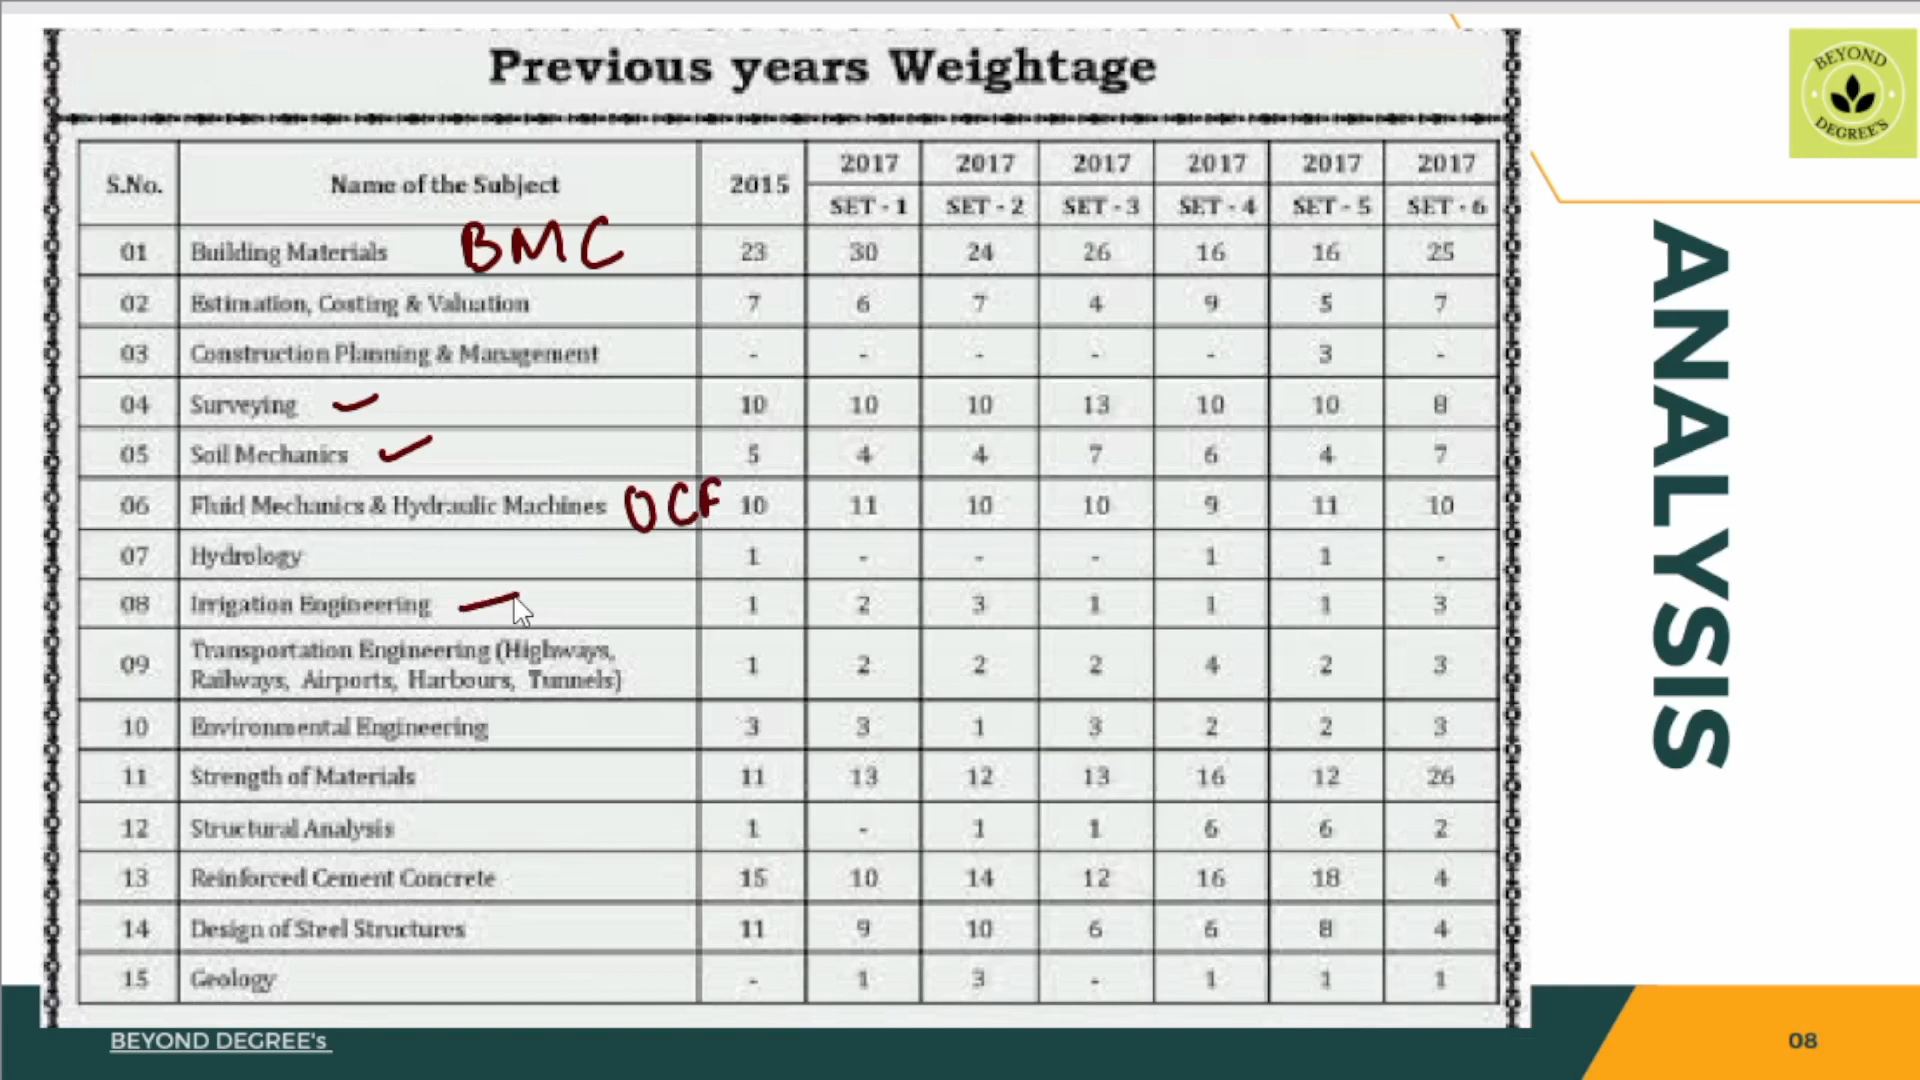 Previous years Weightage
BEYOND
DEGREE'S
S.No. Name of the Subject 2015 2017 2017 2017 2017 2017 2017
SET - 1 SET - 2 SET - 3 SET - 4 SET - 5 SET - 6
01 Building Materials BMC 23 30 24 26 16 16 25
02 Estimation, Costing & Valuation 7 6 7 4 9 5 7
03 Construction Planning & Management - - - - - 3 -
04 Surveying 10 10 10 13 10 10 8
05 Soil Mechanics 5 4 4 7 6 4 7
06 Fluid Mechanics & Hydraulic Machines OCF 10 11 10 10 9 11 10
07 Hydrology 1 - - - 1 1 -
08 Irrigation Engineering 1 2 3 1 1 1 3
09 Transportation Engineering (Highways,
Railways, Airports, Harbours, Tunnels) 1 2 2 2 4 2 3
10 Environmental Engineering 3 3 1 3 2 2 3
11 Strength of Materials 11 13 12 13 16 12 26
12 Structural Analysis 1 - 1 1 6 6 2
13 Reinforced Cement Concrete 15 10 14 12 16 18 4
14 Design of Steel Structures 11 9 10 6 6 8 4
15 Geology - 1 3 - 1 1 1
ANALYSIS
BEYOND DEGREE's
08